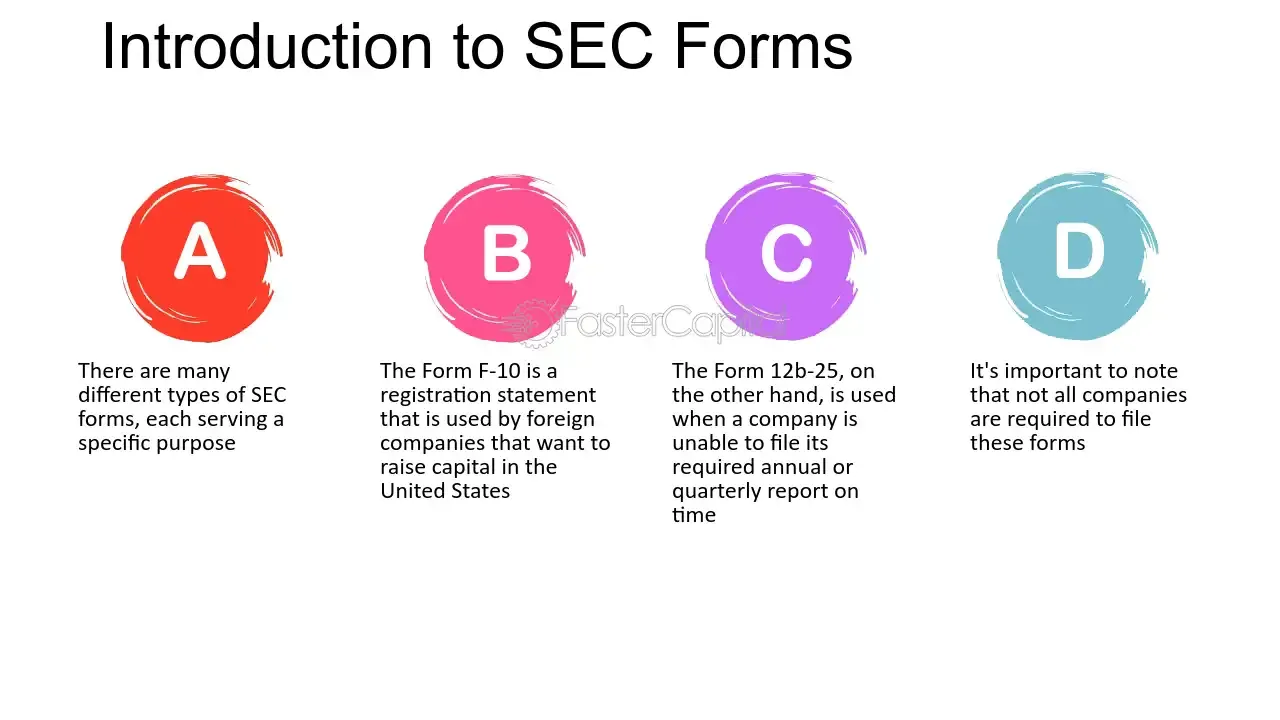 Introduction to SEC Forms
A
There are many
different types of SEC
forms, each serving a
specific purpose
B
The Form F-10 is a
registration statement
that is used by foreign
companies that want to
raise capital in the
United States
C
The Form 12b-25, on
the other hand, is used
when a company is
unable to file its
required annual or
quarterly report on
time
D
It's important to note
that not all companies
are required to file
these forms
FasterCapital